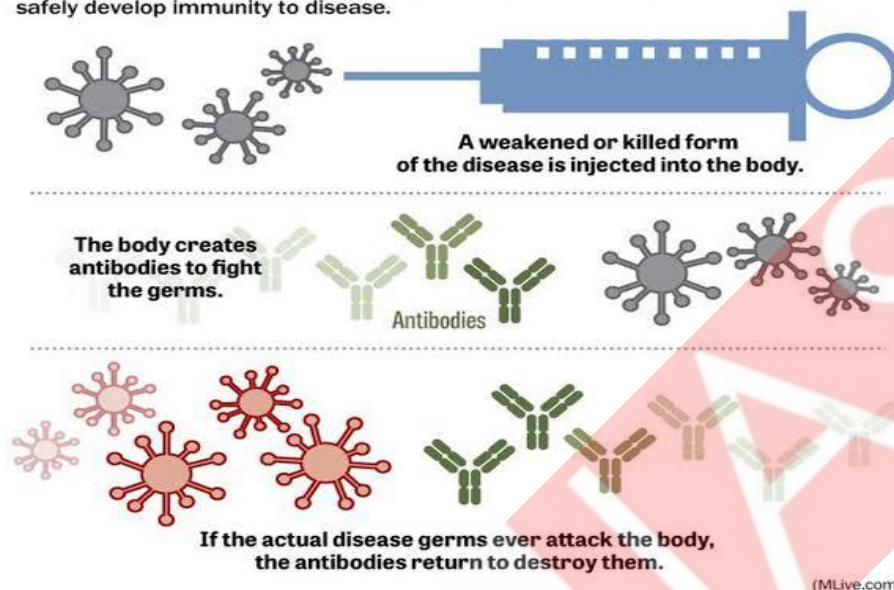 safely develop immunity to disease.
A weakened or killed form
of the disease is injected into the body.
The body creates
antibodies to fight
the germs.
Antibodies
If the actual disease germs ever attack the body,
the antibodies return to destroy them.
(MLive.com